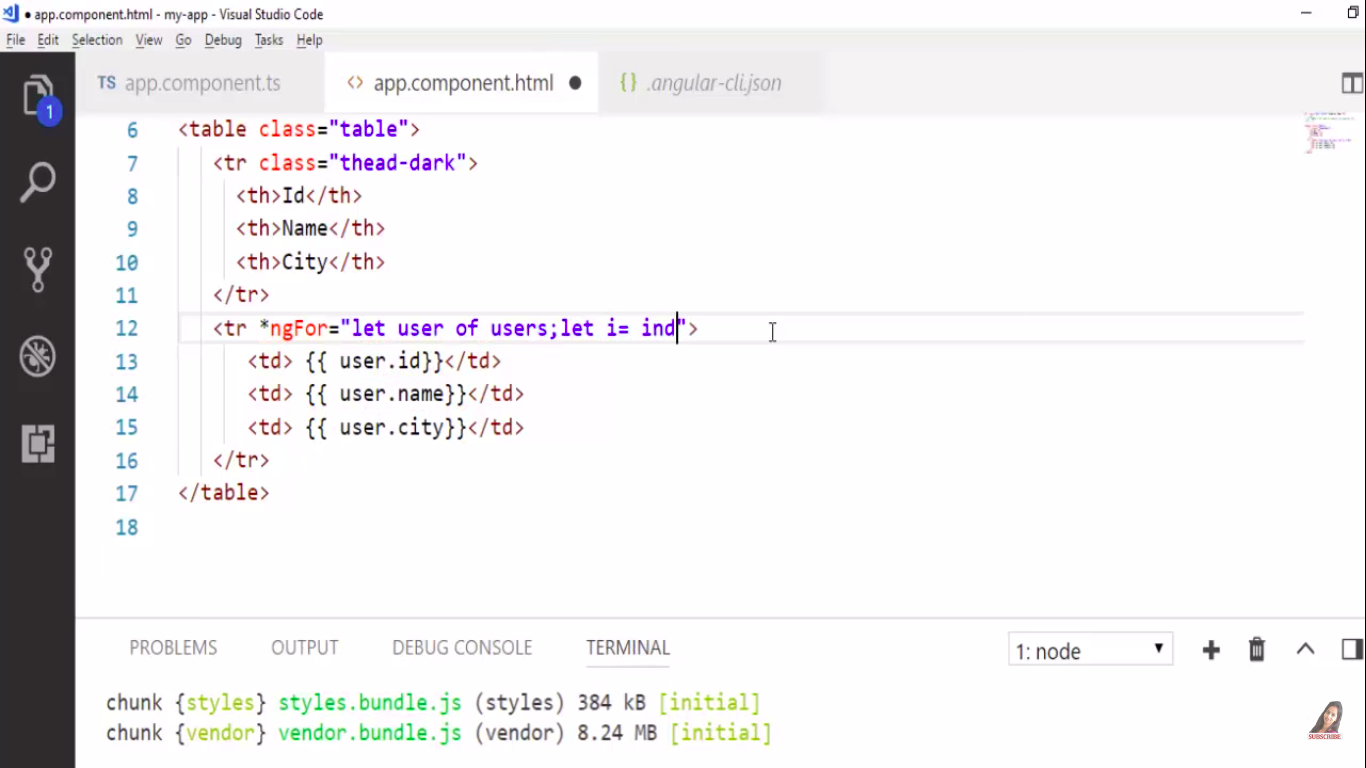 app.component.html - my-app - Visual Studio Code
File Edit Selection View Go Debug Tasks Help
TS app.component.ts <> app.component.html {} .angular-cli.json
1
6 <table class="table">
7 <tr class="thead-dark">
8 <th>Id</th>
9 <th>Name</th>
10 <th>City</th>
11 </tr>
12 <tr *ngFor="let user of users;let i= ind">
13 <td> {{ user.id}}</td>
14 <td> {{ user.name}}</td>
15 <td> {{ user.city}}</td>
16 </tr>
17 </table>
18
PROBLEMS OUTPUT DEBUG CONSOLE TERMINAL 1: node
chunk {styles} styles.bundle.js (styles) 384 kB [initial]
chunk {vendor} vendor.bundle.js (vendor) 8.24 MB [initial]
SUBSCRIBE